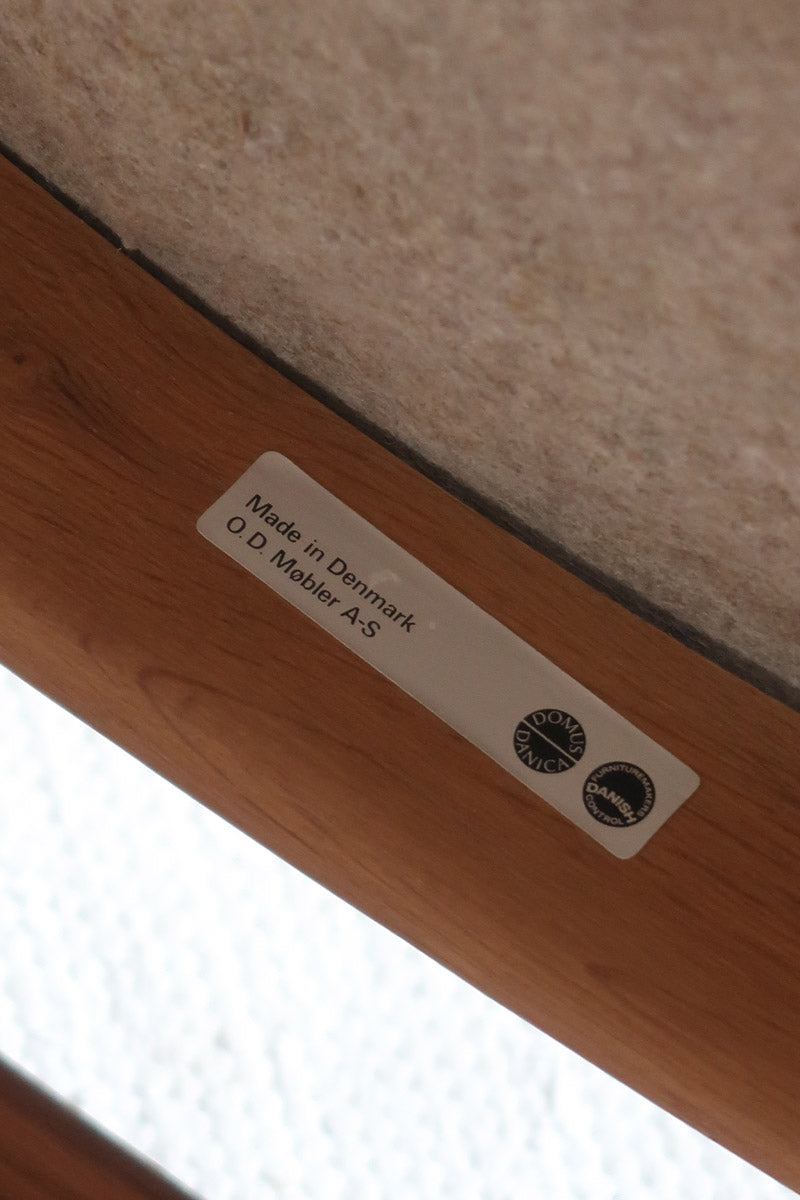 Made in Denmark
O.D. Møbler A-S
DOMUS
DANICA
FURNITUREMAKERS
DANISH
CONTROL